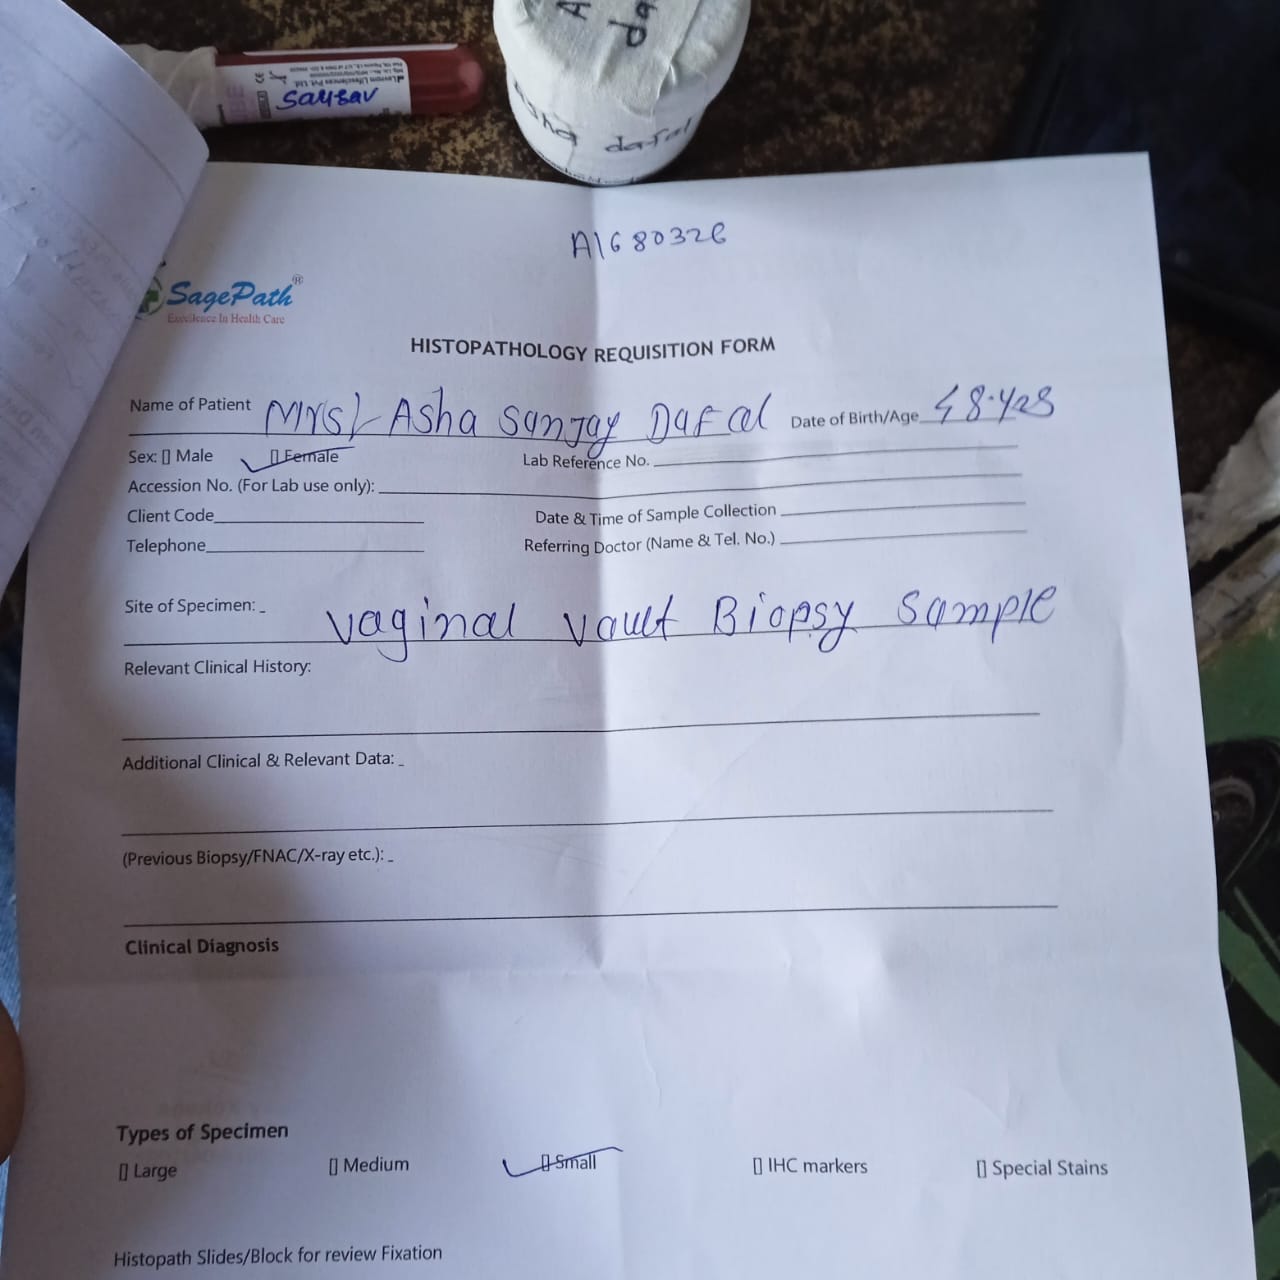 saysav
dafal
A1680326
SagePath®
Excellence In Health Care
HISTOPATHOLOGY REQUISITION FORM
Name of Patient Mrs/ Asha Sanjay Dafal Date of Birth/Age 48.yrs
Sex: [] Male [] Female Lab Reference No.
Accession No. (For Lab use only):
Client Code Date & Time of Sample Collection
Telephone Referring Doctor (Name & Tel. No.)
Site of Specimen: _ vaginal vault Biopsy sample
Relevant Clinical History:
Additional Clinical & Relevant Data: _
(Previous Biopsy/FNAC/X-ray etc.): _
Clinical Diagnosis
Types of Specimen
[] Large [] Medium [] Small [] IHC markers [] Special Stains
Histopath Slides/Block for review Fixation